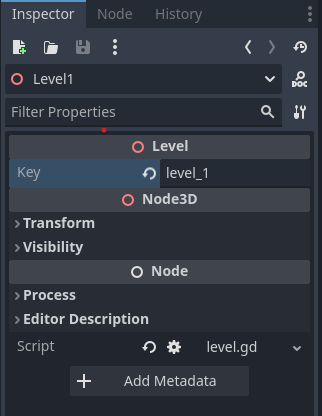 Inspector Node History
Level1
DOC
Filter Properties
Level
Key level_1
Node3D
Transform
Visibility
Node
Process
Editor Description
Script level.gd
Add Metadata